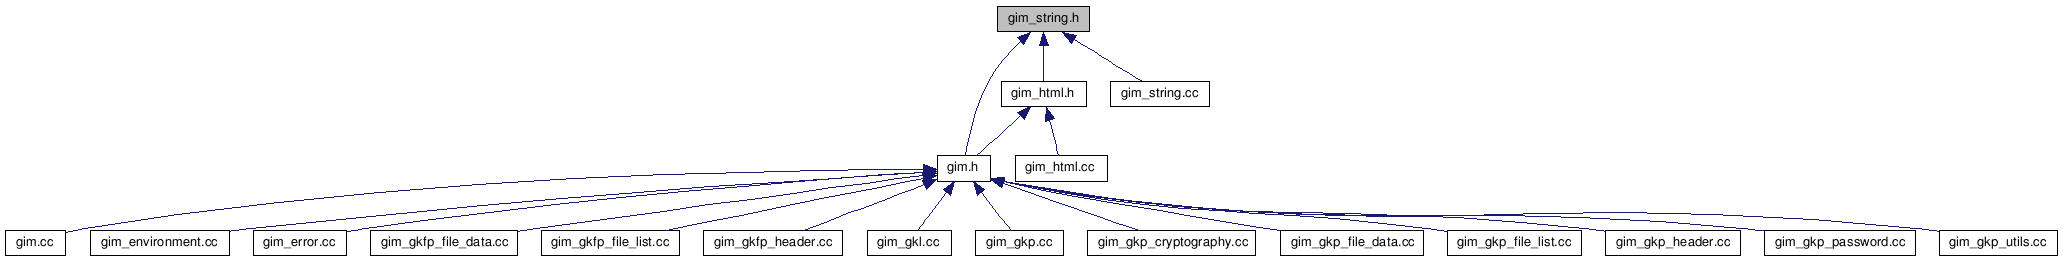 gim_string.h
gim_html.h
gim_string.cc
gim.h
gim_html.cc
gim.cc
gim_environment.cc
gim_error.cc
gim_gkfp_file_data.cc
gim_gkfp_file_list.cc
gim_gkfp_header.cc
gim_gkl.cc
gim_gkp.cc
gim_gkp_cryptography.cc
gim_gkp_file_data.cc
gim_gkp_file_list.cc
gim_gkp_header.cc
gim_gkp_password.cc
gim_gkp_utils.cc